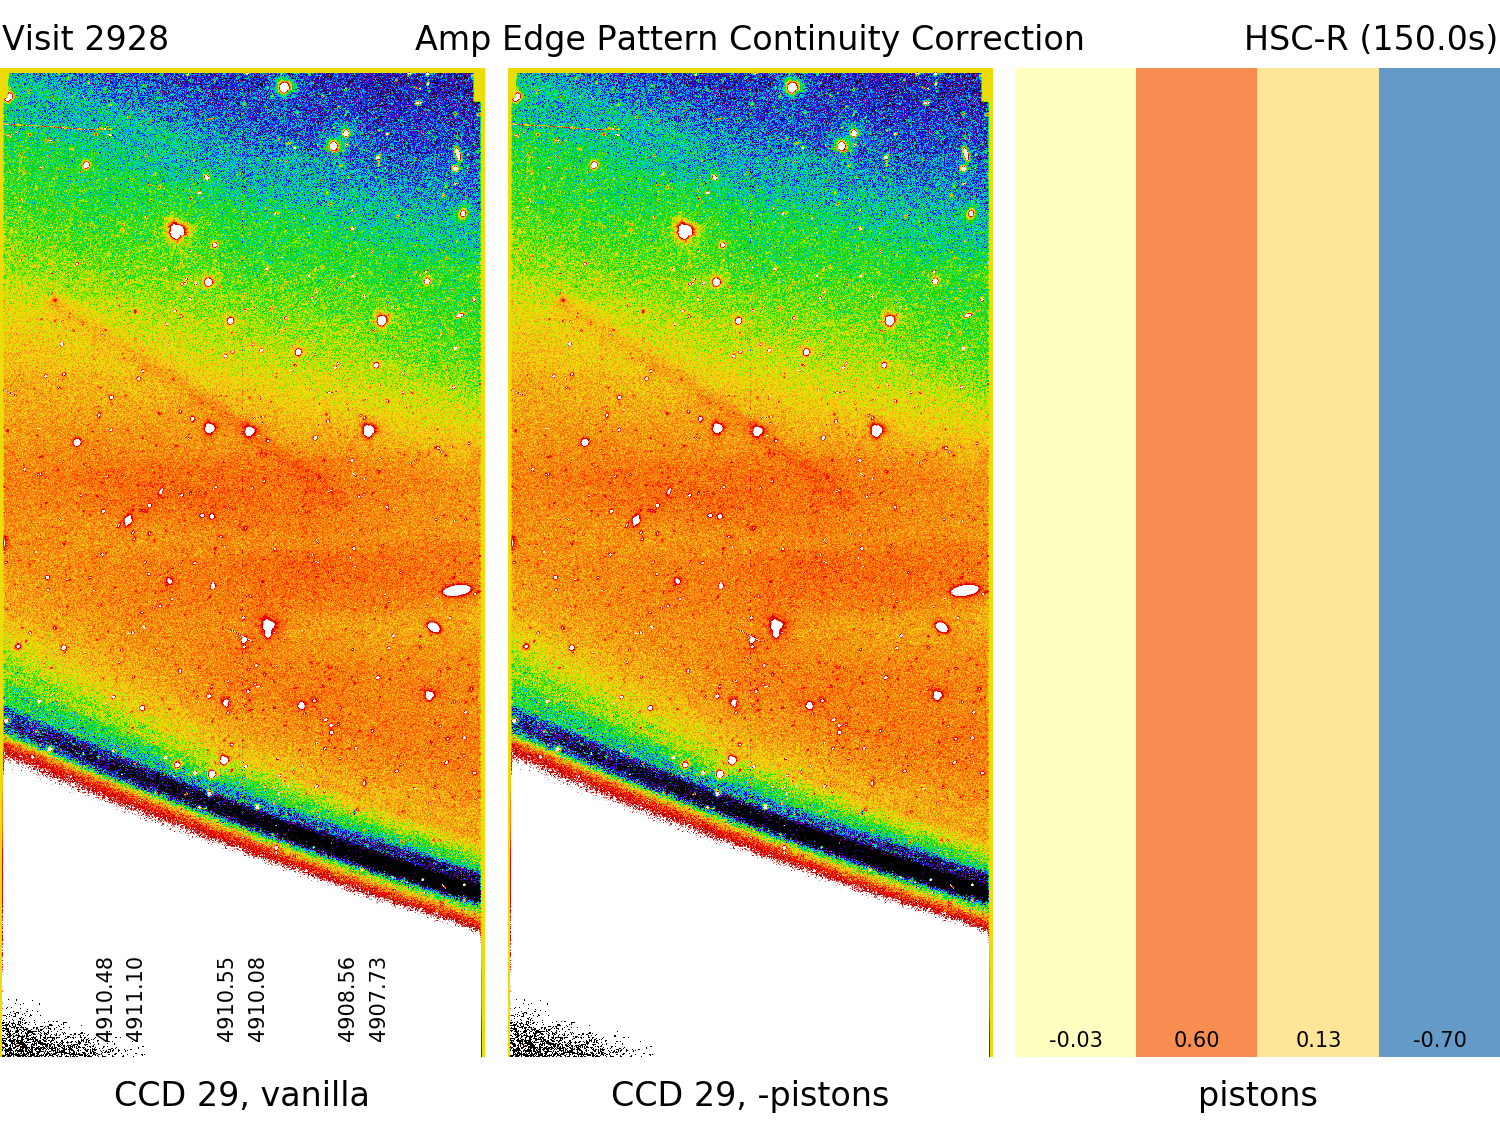 Visit 2928 Amp Edge Pattern Continuity Correction HSC-R (150.0s)
4910.48
4911.10
4910.55
4910.08
4908.56
4907.73
-0.03 0.60 0.13 -0.70
CCD 29, vanilla CCD 29, -pistons pistons